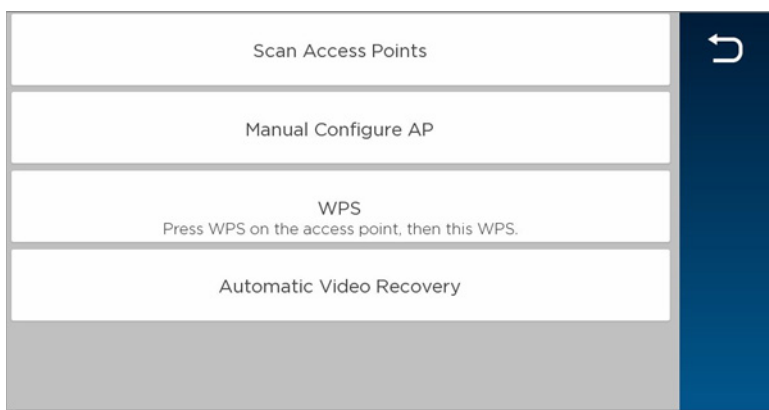 Scan Access Points
Manual Configure AP
WPS
Press WPS on the access point, then this WPS.
Automatic Video Recovery